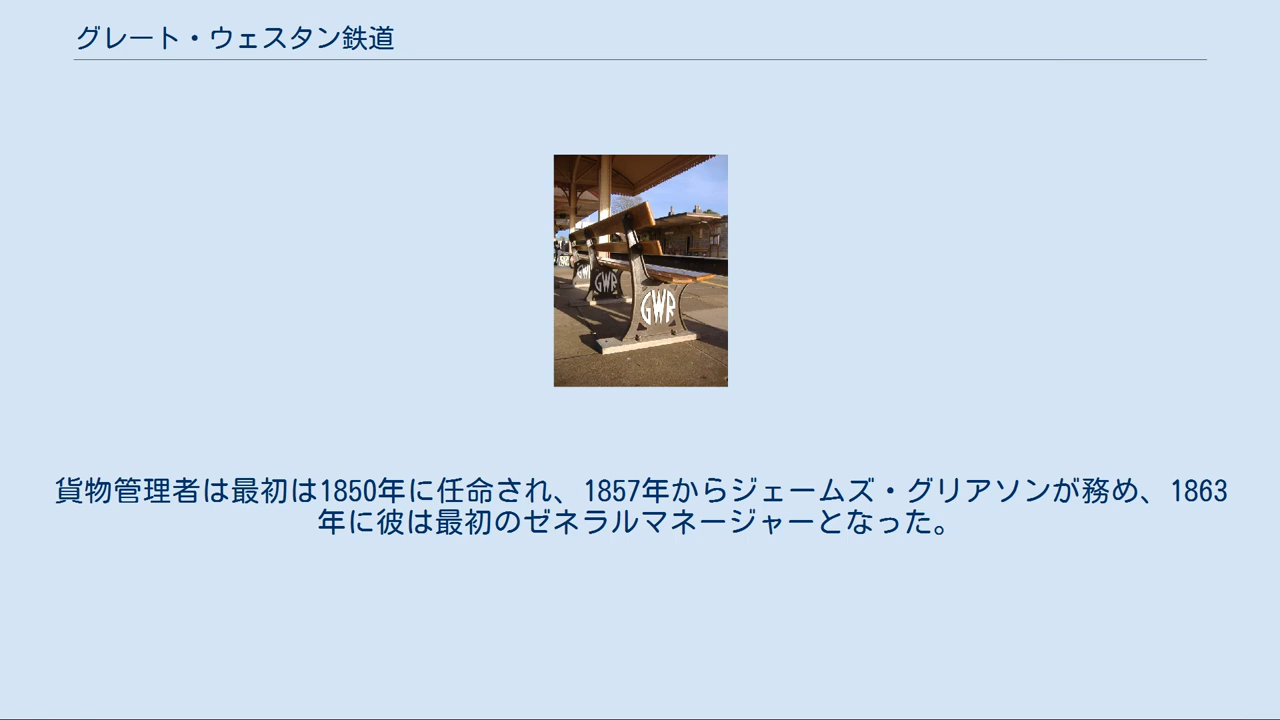 グレート・ウェスタン鉄道
GWR
GWR
GWR
貨物管理者は最初は1850年に任命され、1857年からジェームズ・グリアソンが務め、1863
年に彼は最初のゼネラルマネージャーとなった。